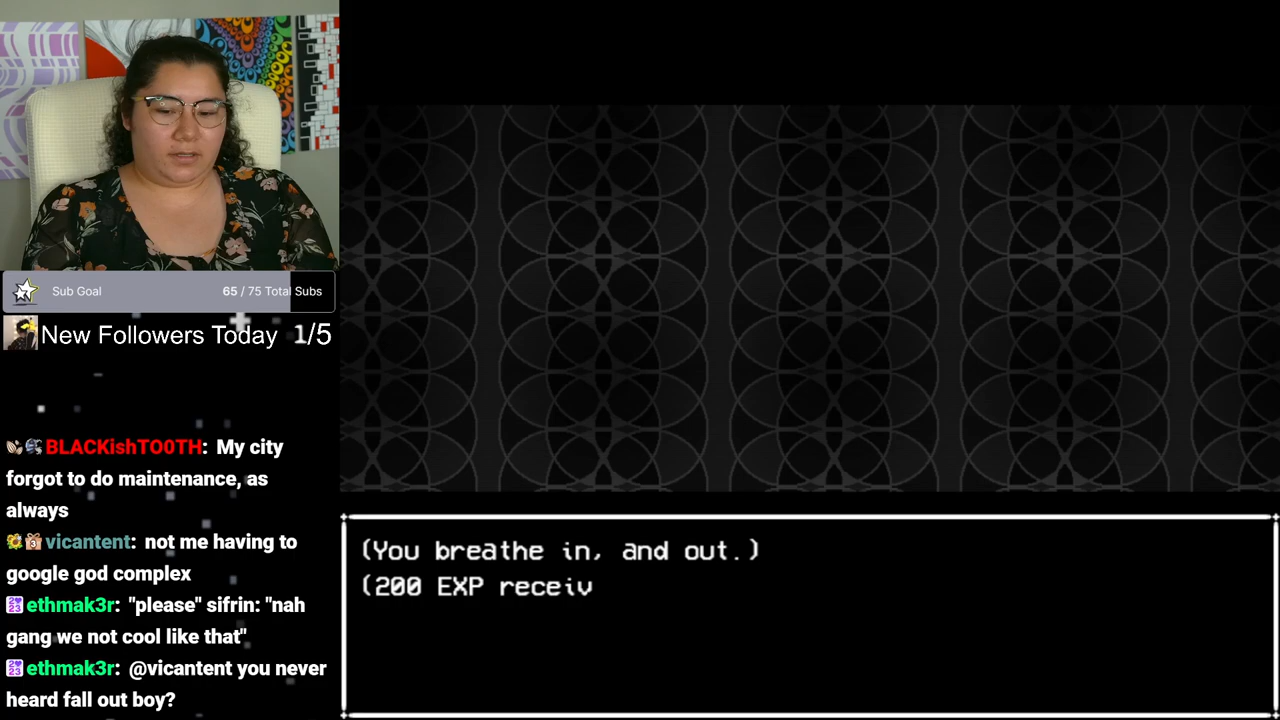 Sub Goal 65 / 75 Total Subs
New Followers Today 1/5
BLACKishTO0TH: My city
forgot to do maintenance, as
always
vicantent: not me having to
google god complex
ethmak3r: "please" sifrin: "nah
gang we not cool like that"
ethmak3r: @vicantent you never
heard fall out boy?
(You breathe in, and out.)
(200 EXP receiv